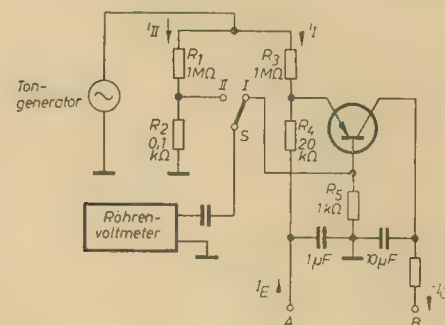 I_II
I_I
R₁
1MΩ
R₃
1MΩ
Ton-
generator
II
I
R₂
0,1
kΩ
S
R₄
20
kΩ
R₅
1kΩ
Röhren-
voltmeter
1μF
10μF
I_E
A
B